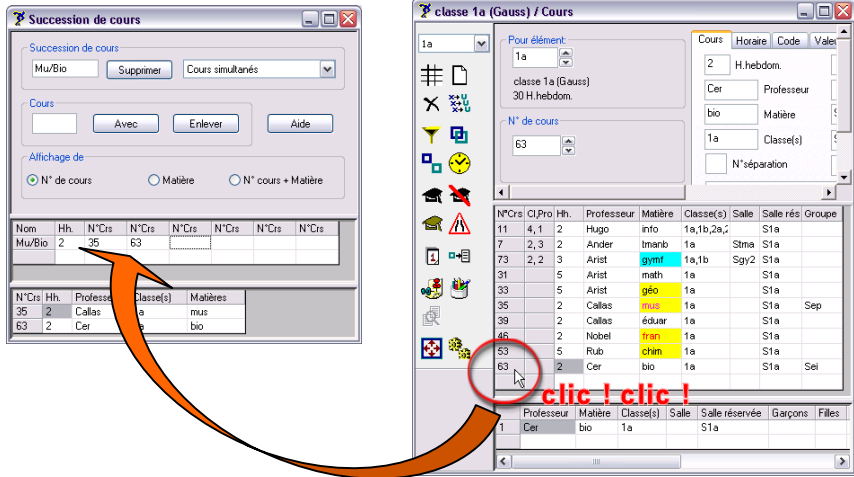 Succession de cours
Succession de cours
Mu/Bio Supprimer Cours simultanés
Cours
Avec Enlever Aide
Affichage de
N° de cours Matière N° cours + Matière
Nom Hh. N°Crs N°Crs N°Crs N°Crs N°Crs N°Crs
Mu/Bio 2 35 63
N°Crs Hh. Classe(s) Matières
35 2 Callas mus
63 2 Cer bio
classe 1a (Gauss) / Cours
1a
Pour élément:
1a
classe 1a (Gauss)
30 H.hebdom.
N° de cours
63
Cours Horaire Code
2 H.hebdom.
Cer Professeur
bio Matière
1a Classe(s)
N°séparation
N°Crs Cl,Pro Hh. Professeur Matière Classe(s) Salle Salle rés Groupe
11 4, 1 2 Hugo info 1a,1b,2a,2
7 2, 3 2 Ander tmanb 1a Stma S1a
73 2, 2 3 Arist gymf 1a,1b Sgy2 S1a
31 5 Arist math 1a S1a
33 5 Arist géo 1a S1a
35 2 Callas mus 1a S1a Sep
39 2 Callas éduar 1a S1a
46 2 Nobel fran 1a S1a
53 5 Rub chim 1a S1a
63 2 Cer bio 1a S1a Sei
clic ! clic !
Professeur Matière Classe(s) Salle Salle réservée Garçons Filles
1 Cer bio 1a S1a